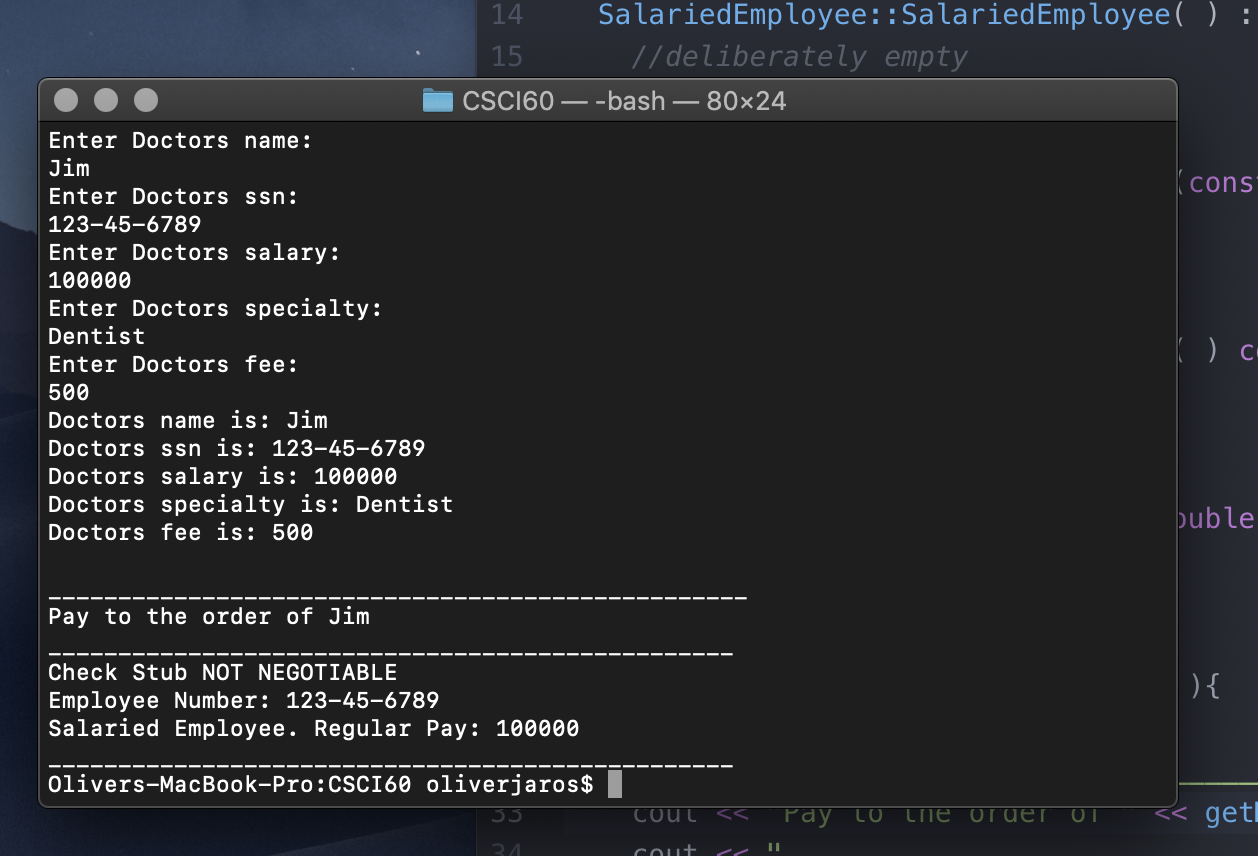 14 SalariedEmployee::SalariedEmployee( ) :
15 //deliberately empty
CSCI60 — -bash — 80×24
Enter Doctors name:
Jim
Enter Doctors ssn:
123-45-6789
(const
Enter Doctors salary:
100000
Enter Doctors specialty:
Dentist
( ) co
Enter Doctors fee:
500
Doctors name is: Jim
Doctors ssn is: 123-45-6789
Doctors salary is: 100000
Doctors specialty is: Dentist
ouble
Doctors fee is: 500
__________________________________________________
Pay to the order of Jim
_________________________________________________
Check Stub NOT NEGOTIABLE
){
Employee Number: 123-45-6789
Salaried Employee. Regular Pay: 100000
_________________________________________________
Olivers-MacBook-Pro:CSCI60 oliverjaros$
33 cout << "Pay to the order of " << get
34 cout << "